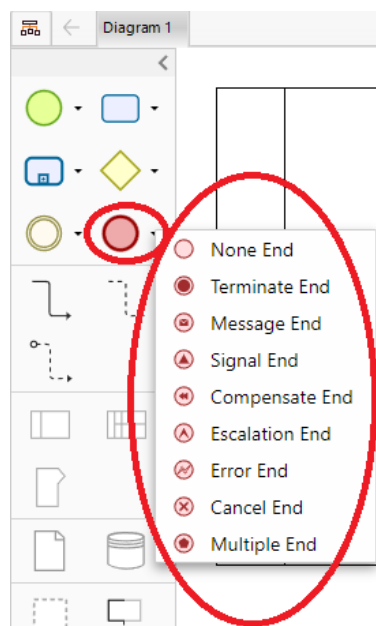 Diagram 1
None End
Terminate End
Message End
Signal End
Compensate End
Escalation End
Error End
Cancel End
Multiple End